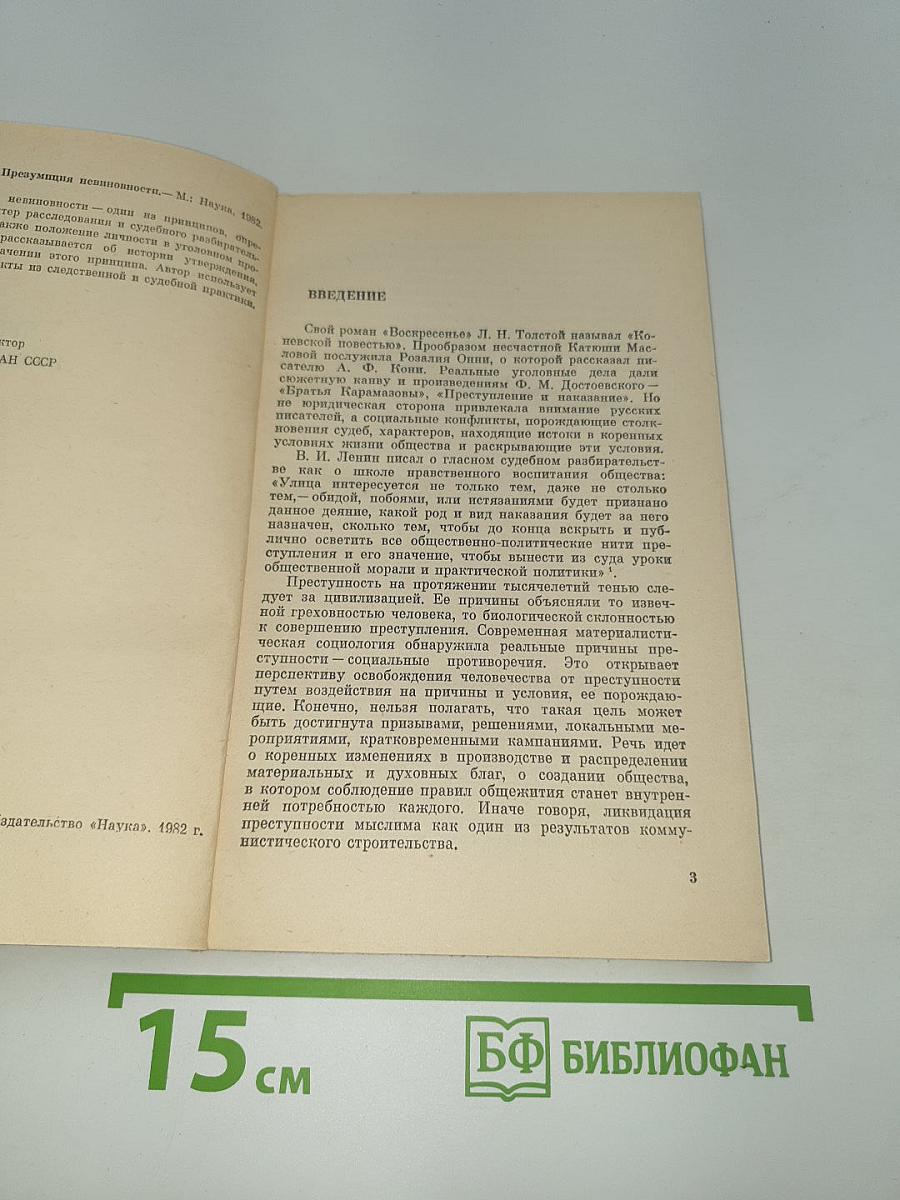 Презумпция невиновности.— М.: Наука, 1982.
невиновности — один из принципов, опре-
тер расследования и судебного разбиратель-
акже положение личности в уголовном про-
рассказывается об истории утверждения,
ачении этого принципа. Автор использует
кты из следственной и судебной практики.
ктор
АН СССР
здательство «Наука». 1982 г.
ВВЕДЕНИЕ
Свой роман «Воскресенье» Л. Н. Толстой называл «Ко-
невской повестью». Прообразом несчастной Катюши Мас-
ловой послужила Розалия Онни, о которой рассказал пи-
сателю А. Ф. Кони. Реальные уголовные дела дали
сюжетную канву и произведениям Ф. М. Достоевского —
«Братья Карамазовы», «Преступление и наказание». Но
не юридическая сторона привлекала внимание русских
писателей, а социальные конфликты, порождающие столк-
новения судеб, характеров, находящие истоки в коренных
условиях жизни общества и раскрывающие эти условия.
В. И. Ленин писал о гласном судебном разбирательст-
ве как о школе нравственного воспитания общества:
«Улица интересуется не только тем, даже не столько
тем,— обидой, побоями, или истязаниями будет признано
данное деяние, какой род и вид наказания будет за него
назначен, сколько тем, чтобы до конца вскрыть и пуб-
лично осветить все общественно-политические нити пре-
ступления и его значение, чтобы вынести из суда уроки
общественной морали и практической политики» ¹.
Преступность на протяжении тысячелетий тенью сле-
дует за цивилизацией. Ее причины объясняли то извеч-
ной греховностью человека, то биологической склонностью
к совершению преступления. Современная материалисти-
ческая социология обнаружила реальные причины пре-
ступности — социальные противоречия. Это открывает
перспективу освобождения человечества от преступности
путем воздействия на причины и условия, ее порождаю-
щие. Конечно, нельзя полагать, что такая цель может
быть достигнута призывами, решениями, локальными ме-
роприятиями, кратковременными кампаниями. Речь идет
о коренных изменениях в производстве и распределении
материальных и духовных благ, о создании общества,
в котором соблюдение правил общежития станет внутрен-
ней потребностью каждого. Иначе говоря, ликвидация
преступности мыслима как один из результатов комму-
нистического строительства.
3
15 см
БФ БИБЛИОФАН